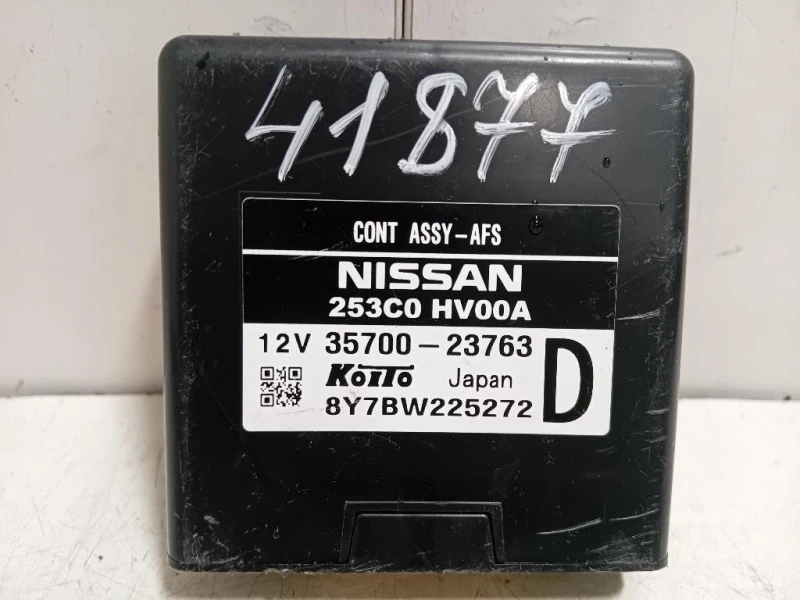 41877
CONT ASSY-AFS
NISSAN
253C0 HV00A
12V 35700-23763 D
KOITO Japan
8Y7BW225272